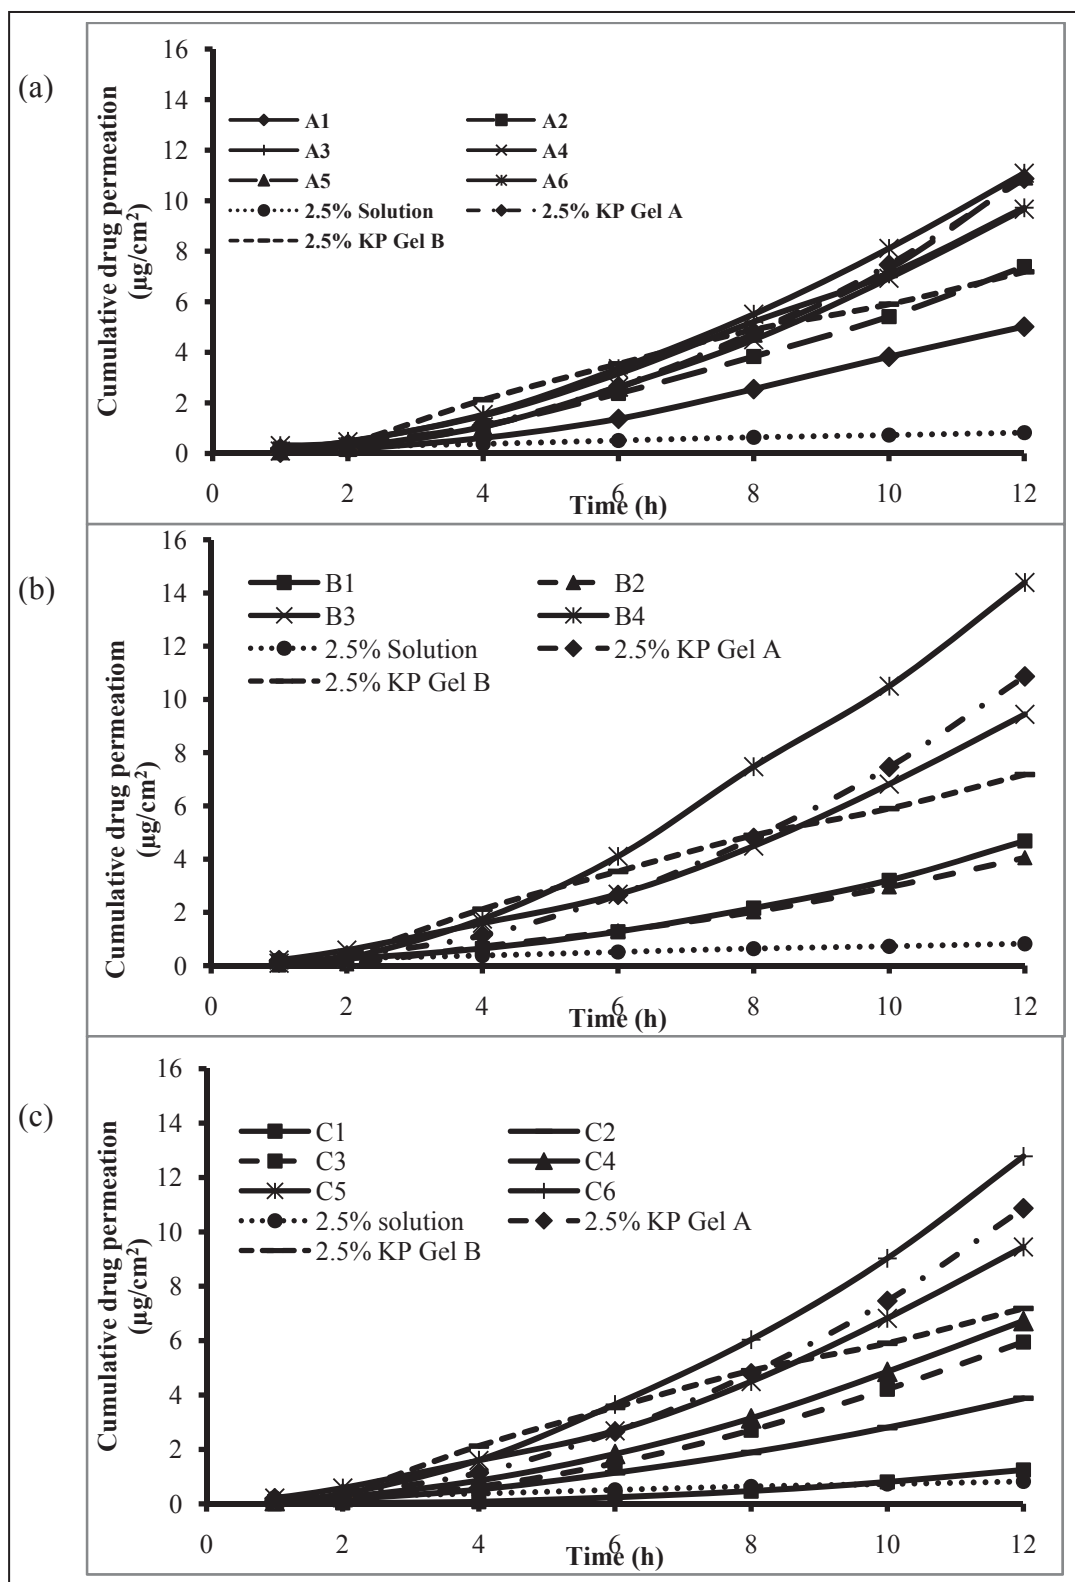 (a)
Cumulative drug permeation
(µg/cm²)
16
14
12
10
8
6
4
2
0
A1 A2
A3 A4
A5 A6
2.5% Solution 2.5% KP Gel A
2.5% KP Gel B
0 2 4 6 8 10 12
Time (h)
(b)
Cumulative drug permeatiom
(µg/cm²)
16
14
12
10
8
6
4
2
0
B1 B2
B3 B4
2.5% Solution 2.5% KP Gel A
2.5% KP Gel B
0 2 4 6 8 10 12
Time (h)
(c)
Cumulative drug permeation
(µg/cm²)
16
14
12
10
8
6
4
2
0
C1 C2
C3 C4
C5 C6
2.5% solution 2.5% KP Gel A
2.5% KP Gel B
0 2 4 6 8 10 12
Time (h)